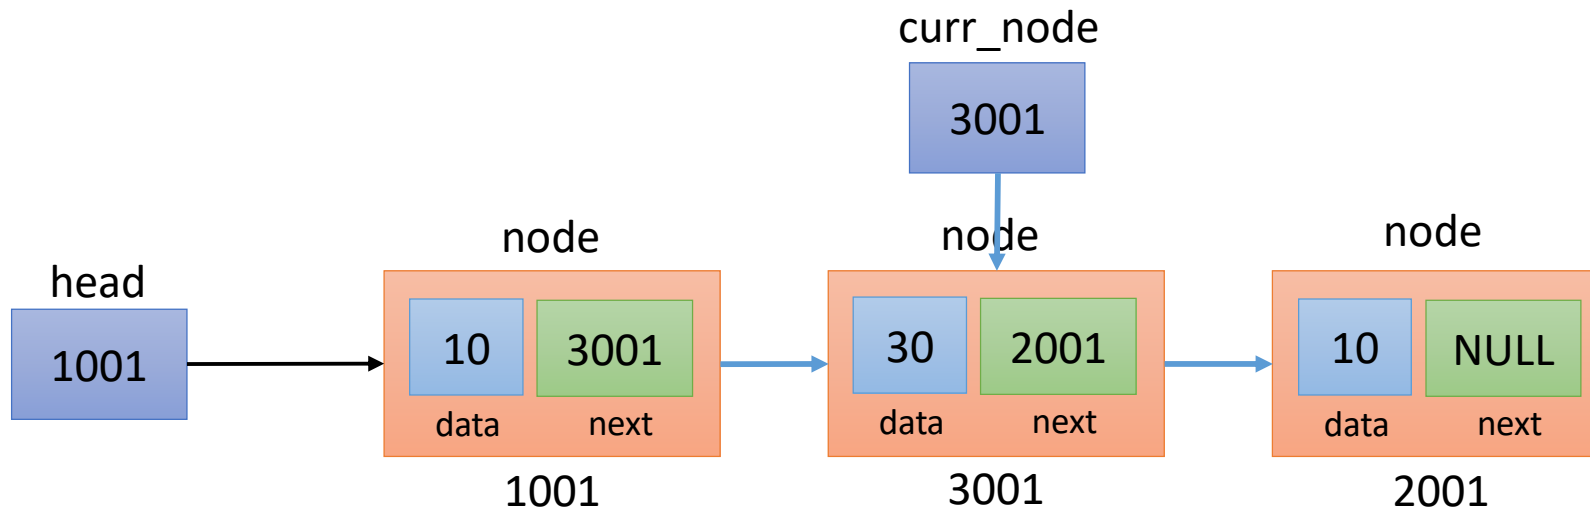 curr_node
3001
node
node
node
head
1001
10
3001
30
2001
10
NULL
data
next
data
next
data
next
1001
3001
2001